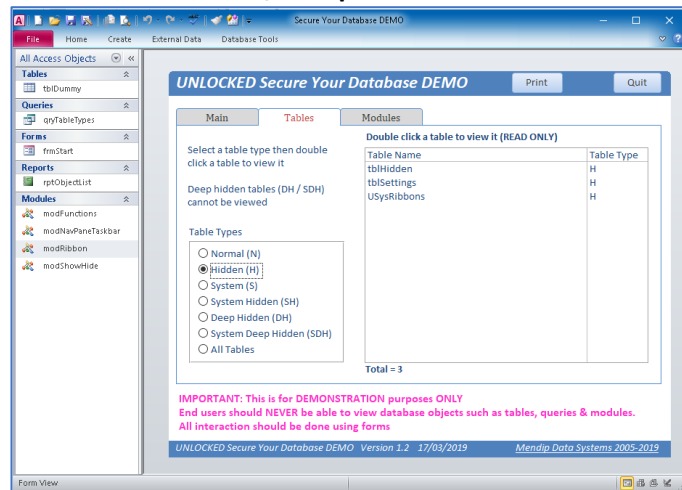 Secure Your Database DEMO
File Home Create External Data Database Tools
All Access Objects
Tables
tblDummy
Queries
qryTableTypes
Forms
frmStart
Reports
rptObjectList
Modules
modFunctions
modNavPaneTaskbar
modRibbon
modShowHide
UNLOCKED Secure Your Database DEMO Print Quit
Main Tables Modules
Select a table type then double
click a table to view it
Deep hidden tables (DH / SDH)
cannot be viewed
Table Types
Normal (N)
Hidden (H)
System (S)
System Hidden (SH)
Deep Hidden (DH)
System Deep Hidden (SDH)
All Tables
Double click a table to view it (READ ONLY)
Table Name Table Type
tblHidden H
tblSettings H
USysRibbons H
Total = 3
IMPORTANT: This is for DEMONSTRATION purposes ONLY
End users should NEVER be able to view database objects such as tables, queries & modules.
All interaction should be done using forms
UNLOCKED Secure Your Database DEMO Version 1.2 17/03/2019 Mendip Data Systems 2005-2019
Form View